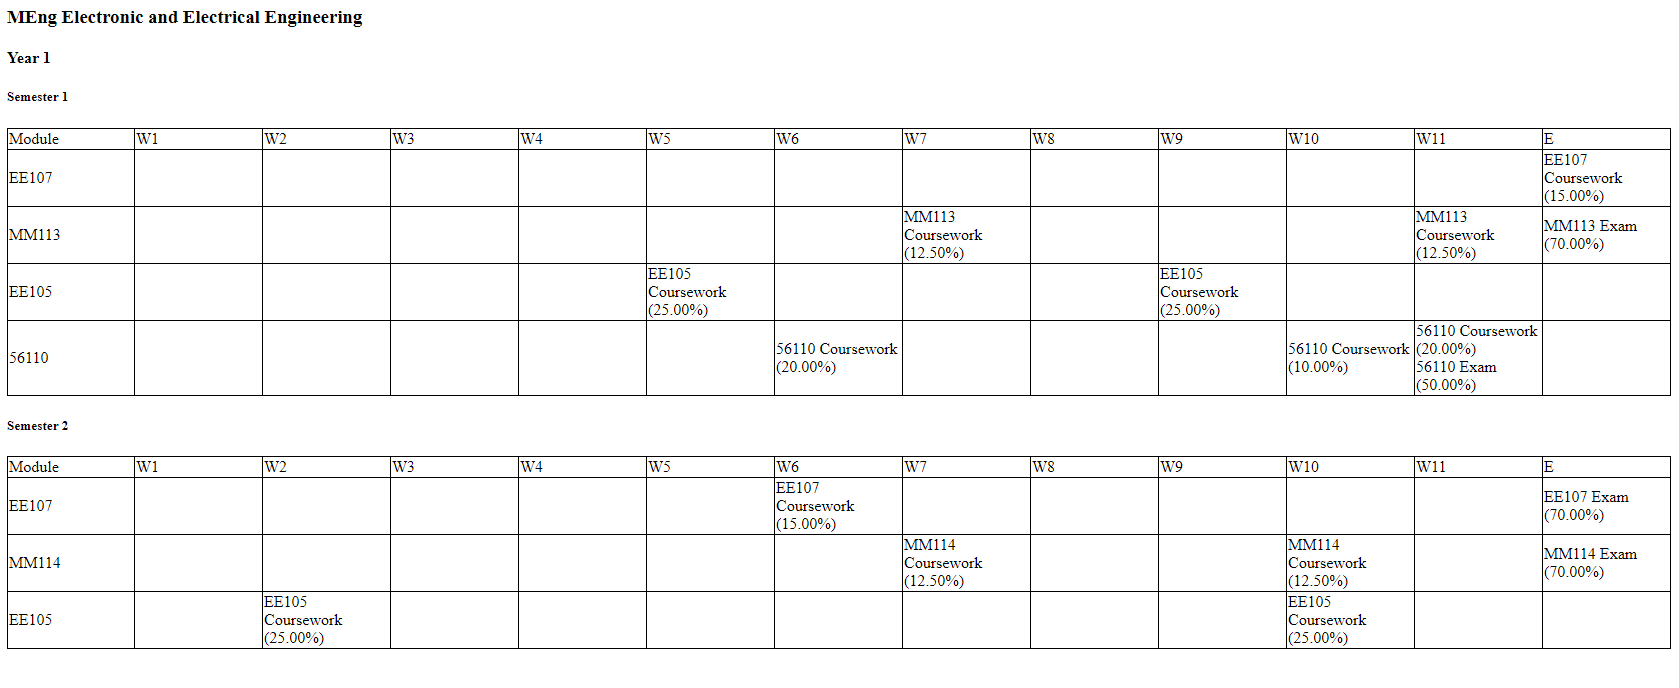 MEng Electronic and Electrical Engineering
Year 1
Semester 1
Module W1 W2 W3 W4 W5 W6 W7 W8 W9 W10 W11 E
EE107 EE107 Coursework (15.00%)
MM113 MM113 Coursework (12.50%) MM113 Coursework (12.50%) MM113 Exam (70.00%)
EE105 EE105 Coursework (25.00%) EE105 Coursework (25.00%)
56110 56110 Coursework (20.00%) 56110 Coursework (10.00%) 56110 Coursework (20.00%) 56110 Exam (50.00%)
Semester 2
Module W1 W2 W3 W4 W5 W6 W7 W8 W9 W10 W11 E
EE107 EE107 Coursework (15.00%) EE107 Exam (70.00%)
MM114 MM114 Coursework (12.50%) MM114 Coursework (12.50%) MM114 Exam (70.00%)
EE105 EE105 Coursework (25.00%) EE105 Coursework (25.00%)